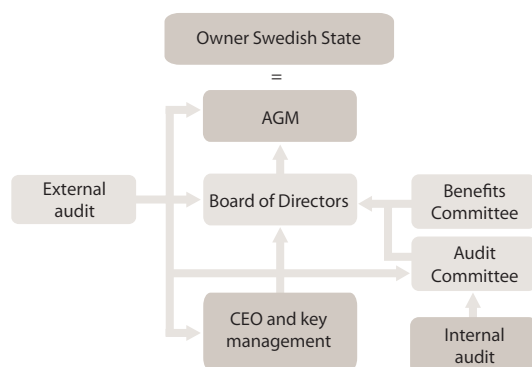 Owner Swedish State
=
AGM
External
audit
Board of Directors
Benefits
Committee
Audit
Committee
CEO and key
management
Internal
audit